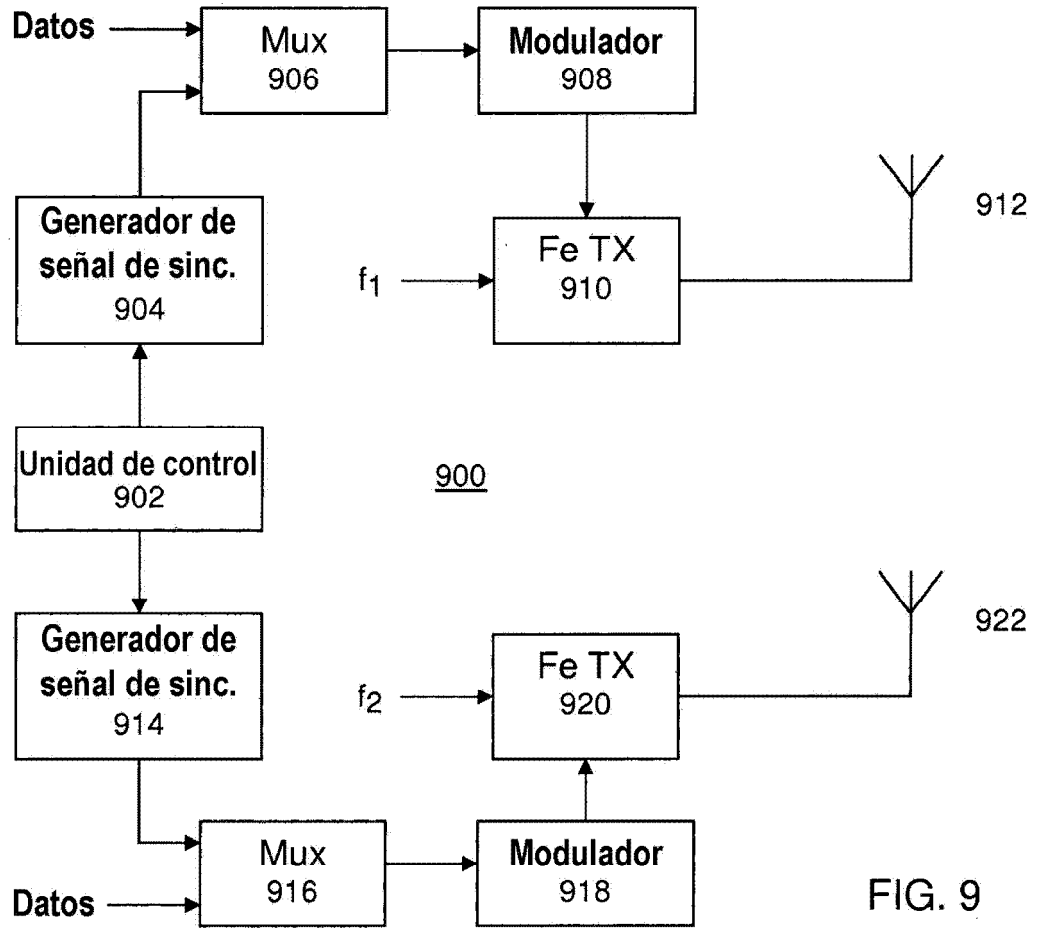 Datos
Mux
906
Modulador
908
Generador de
señal de sinc.
904
f1
Fe TX
910
912
Unidad de control
902
900
Generador de
señal de sinc.
914
f2
Fe TX
920
922
Datos
Mux
916
Modulador
918
FIG. 9